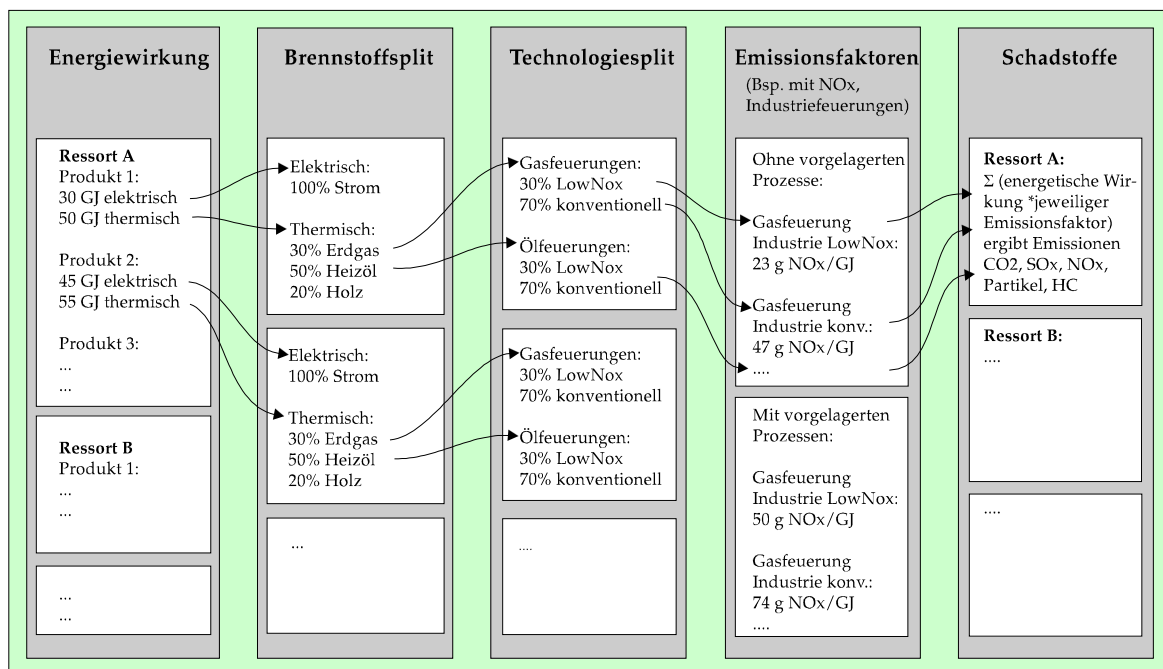 Energiewirkung
Ressort A
Produkt 1:
30 GJ elektrisch
50 GJ thermisch
Produkt 2:
45 GJ elektrisch
55 GJ thermisch
Produkt 3:
...
...
Ressort B
Produkt 1:
...
...
...
...
Brennstoffsplit
Elektrisch:
100% Strom
Thermisch:
30% Erdgas
50% Heizöl
20% Holz
Elektrisch:
100% Strom
Thermisch:
30% Erdgas
50% Heizöl
20% Holz
...
Technologiesplit
Gasfeuerungen:
30% LowNox
70% konventionell
Ölfeuerungen:
30% LowNox
70% konventionell
Gasfeuerungen:
30% LowNox
70% konventionell
Ölfeuerungen:
30% LowNox
70% konventionell
....
Emissionsfaktoren
(Bsp. mit NOx,
Industriefeuerungen)
Ohne vorgelagerten
Prozesse:
Gasfeuerung
Industrie LowNox:
23 g NOx/GJ
Gasfeuerung
Industrie konv.:
47 g NOx/GJ
....
Mit vorgelagerten
Prozessen:
Gasfeuerung
Industrie LowNox:
50 g NOx/GJ
Gasfeuerung
Industrie konv.:
74 g NOx/GJ
....
Schadstoffe
Ressort A:
Σ (energetische Wir-
kung *jeweiliger
Emissionsfaktor)
ergibt Emissionen
CO2, SOx, NOx,
Partikel, HC
Ressort B:
....
....